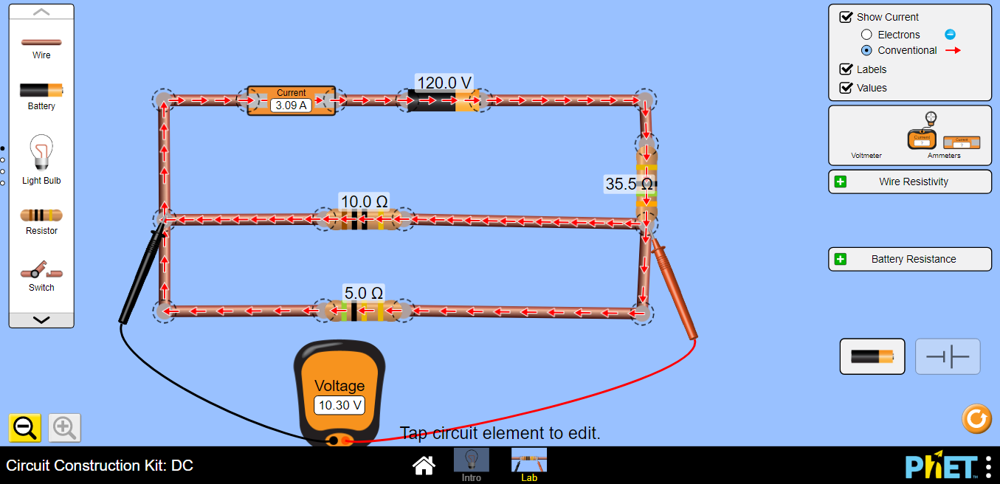 Wire
Battery
Light Bulb
Resistor
Switch
Current
3.09 A
120.0 V
35.5 Ω
10.0 Ω
5.0 Ω
Voltage
10.30 V
Tap circuit element to edit.
Show Current
Electrons
Conventional
Labels
Values
Current
?
Current
?
Voltmeter
Ammeters
Wire Resistivity
Battery Resistance
Circuit Construction Kit: DC
Intro
Lab
PhET